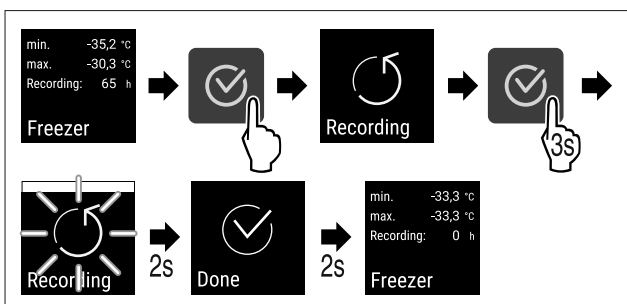 min. -35,2 °C
max. -30,3 °C
Recording: 65 h
Freezer
Recording
3s
Recording
2s
Done
2s
min. -33,3 °C
max. -33,3 °C
Recording: 0 h
Freezer